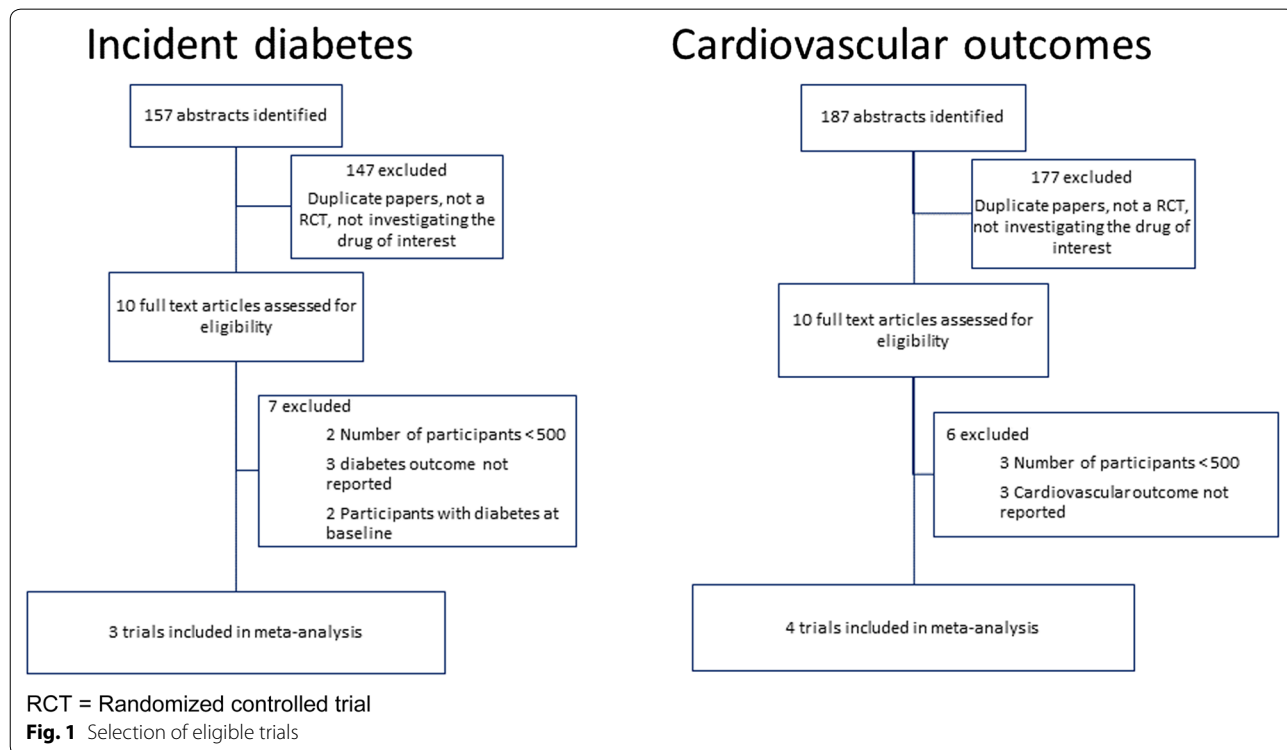 Incident diabetes
157 abstracts identified
147 excluded
Duplicate papers, not a
RCT, not investigating the
drug of interest
10 full text articles assessed for
eligibility
7 excluded
2 Number of participants <500
3 diabetes outcome not
reported
2 Participants with diabetes at
baseline
3 trials included in meta-analysis
Cardiovascular outcomes
187 abstracts identified
177 excluded
Duplicate papers, not a RCT,
not investigating the drug of
interest
10 full text articles assessed for
eligibility
6 excluded
3 Number of participants <500
3 Cardiovascular outcome not
reported
4 trials included in meta-analysis
RCT = Randomized controlled trial
Fig. 1 Selection of eligible trials